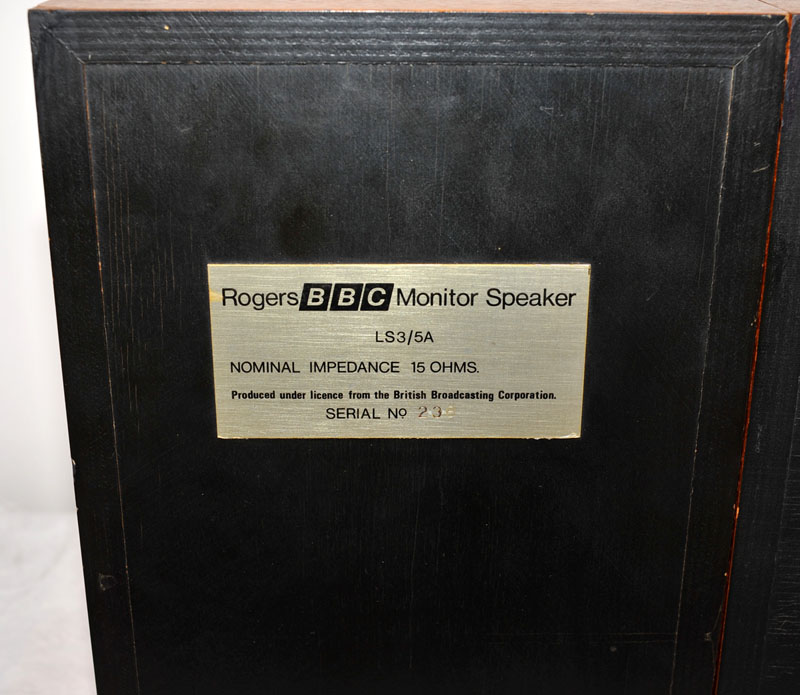 Rogers BBC Monitor Speaker
LS3/5A
NOMINAL IMPEDANCE 15 OHMS.
Produced under licence from the British Broadcasting Corporation.
SERIAL No